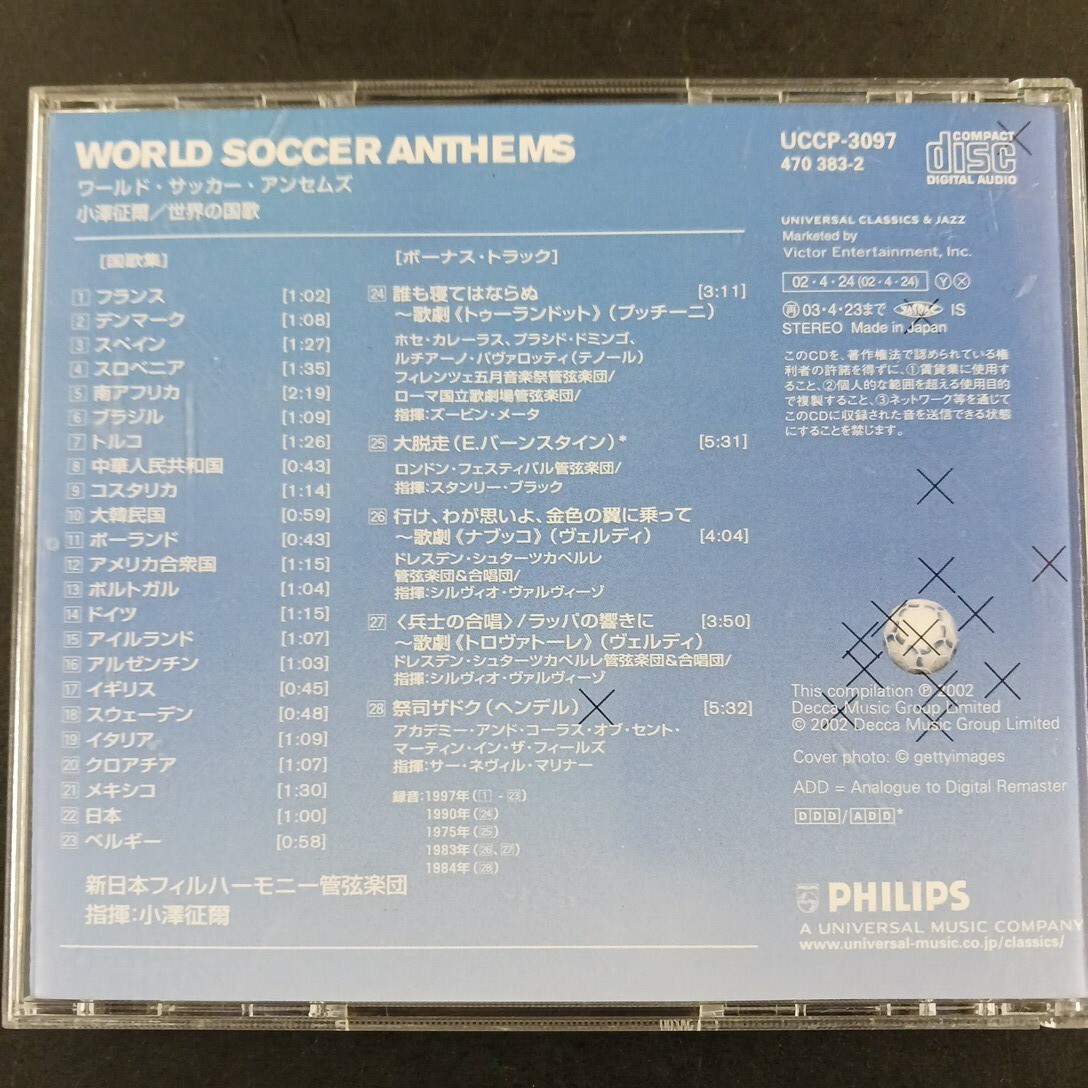 WORLD SOCCER ANTHEMS
ワールド・サッカー・アンセムズ
小澤征爾/世界の国歌
[国歌集]
1 フランス [1:02]
2 デンマーク [1:08]
3 スペイン [1:27]
4 スロベニア [1:35]
5 南アフリカ [2:19]
6 ブラジル [1:09]
7 トルコ [1:26]
8 中華人民共和国 [0:43]
9 コスタリカ [1:14]
10 大韓民国 [0:59]
11 ポーランド [0:43]
12 アメリカ合衆国 [1:15]
13 ポルトガル [1:04]
14 ドイツ [1:15]
15 アイルランド [1:07]
16 アルゼンチン [1:03]
17 イギリス [0:45]
18 スウェーデン [0:48]
19 イタリア [1:09]
20 クロアチア [1:07]
21 メキシコ [1:30]
22 日本 [1:00]
23 ベルギー [0:58]
新日本フィルハーモニー管弦楽団
指揮:小澤征爾
[ボーナス・トラック]
24 誰も寝てはならぬ [3:11]
~歌劇《トゥーランドット》(プッチーニ)
ホセ・カレーラス、プラシド・ドミンゴ、
ルチアーノ・パヴァロッティ(テノール)
フィレンツェ五月音楽祭管弦楽団/
ローマ国立歌劇場管弦楽団/
指揮:ズービン・メータ
25 大脱走(E.バーンスタイン)* [5:31]
ロンドン・フェスティバル管弦楽団/
指揮:スタンリー・ブラック
26 行け、わが思いよ、金色の翼に乗って
~歌劇《ナブッコ》(ヴェルディ) [4:04]
ドレスデン・シュターツカペルレ
管弦楽団&合唱団/
指揮:シルヴィオ・ヴァルヴィーゾ
27 〈兵士の合唱〉/ラッパの響きに [3:50]
~歌劇《トロヴァトーレ》(ヴェルディ)
ドレスデン・シュターツカペルレ管弦楽団&合唱団/
指揮:シルヴィオ・ヴァルヴィーゾ
28 祭司ザドク(ヘンデル) [5:32]
アカデミー・アンド・コーラス・オブ・セント・
マーティン・イン・ザ・フィールズ
指揮:サー・ネヴィル・マリナー
録音:1997年(1 - 23)
1990年(24)
1975年(25)
1983年(26、27)
1984年(28)
UCCP-3097
470 383-2
COMPACT
disc
DIGITAL AUDIO
UNIVERSAL CLASSICS & JAZZ
Marketed by
Victor Entertainment, Inc.
02・4・24(02・4・24) Ⓨ Ⓧ
再 03・4・23まで JASRAC IS
STEREO Made in Japan
このCDを、著作権法で認められている権
利者の許諾を得ずに、①賃貸業に使用す
ること、②個人的な範囲を超える使用目的
で複製すること、③ネットワーク等を通じて
このCDに収録された音を送信できる状態
にすることを禁じます。
This compilation ℗ 2002
Decca Music Group Limited
© 2002 Decca Music Group Limited
Cover photo: © gettyimages
ADD = Analogue to Digital Remaster
DDD/ADD*
PHILIPS
A UNIVERSAL MUSIC COMPANY
www.universal-music.co.jp/classics/